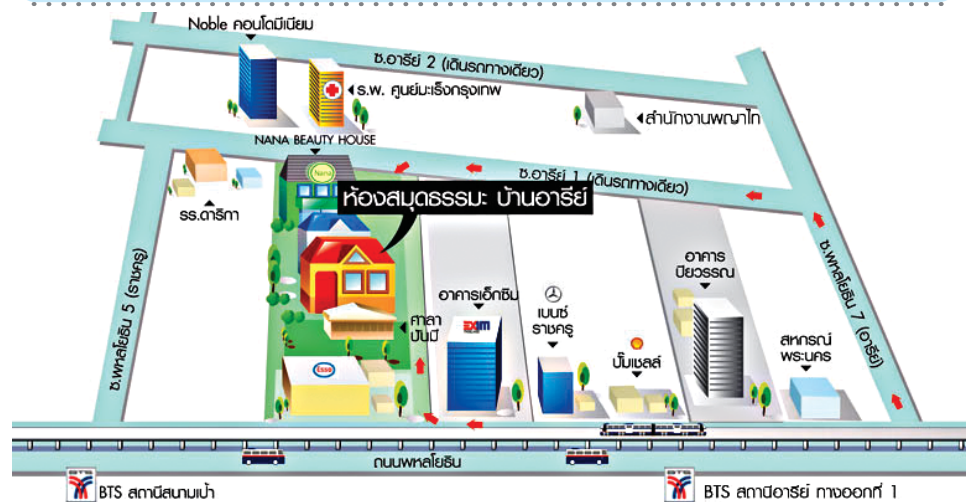 Noble คอนโดมีเนียม
ซ.อารีย์ 2 (เดินรถทางเดียว)
ร.พ. ศูนย์มะเร็งกรุงเทพ
สำนักงานพญาไท
NANA BEAUTY HOUSE
Nana
ซ.อารีย์ 1 (เดินรถทางเดียว)
รร.ดาริกา
ห้องสมุดธรรมะ บ้านอารีย์
ซ.พหลโยธิน 5 (ราชครู)
ซ.พหลโยธิน 7 (อารีย์)
อาคาร
ปิยวรรณ
อาคารเอ็กซิม
EXIM
เบนซ์
ราชครู
ศาลา
ปันมี
ปั๊มเชลล์
สหกรณ์
พระนคร
Esso
ถนนพหลโยธิน
BTS
BTS สถานีสนามเป้า
BTS
BTS สถานีอารีย์ ทางออกที่ 1